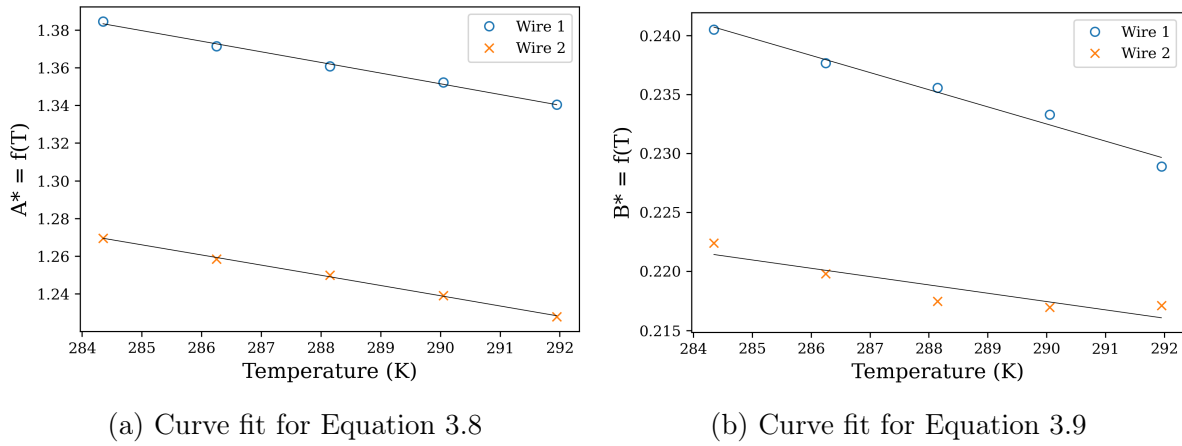 A* = f(T)
1.38
1.36
1.34
1.32
1.30
1.28
1.26
1.24
Wire 1
Wire 2
284 285 286 287 288 289 290 291 292
Temperature (K)
(a) Curve fit for Equation 3.8
B* = f(T)
0.240
0.235
0.230
0.225
0.220
0.215
Wire 1
Wire 2
284 285 286 287 288 289 290 291 292
Temperature (K)
(b) Curve fit for Equation 3.9